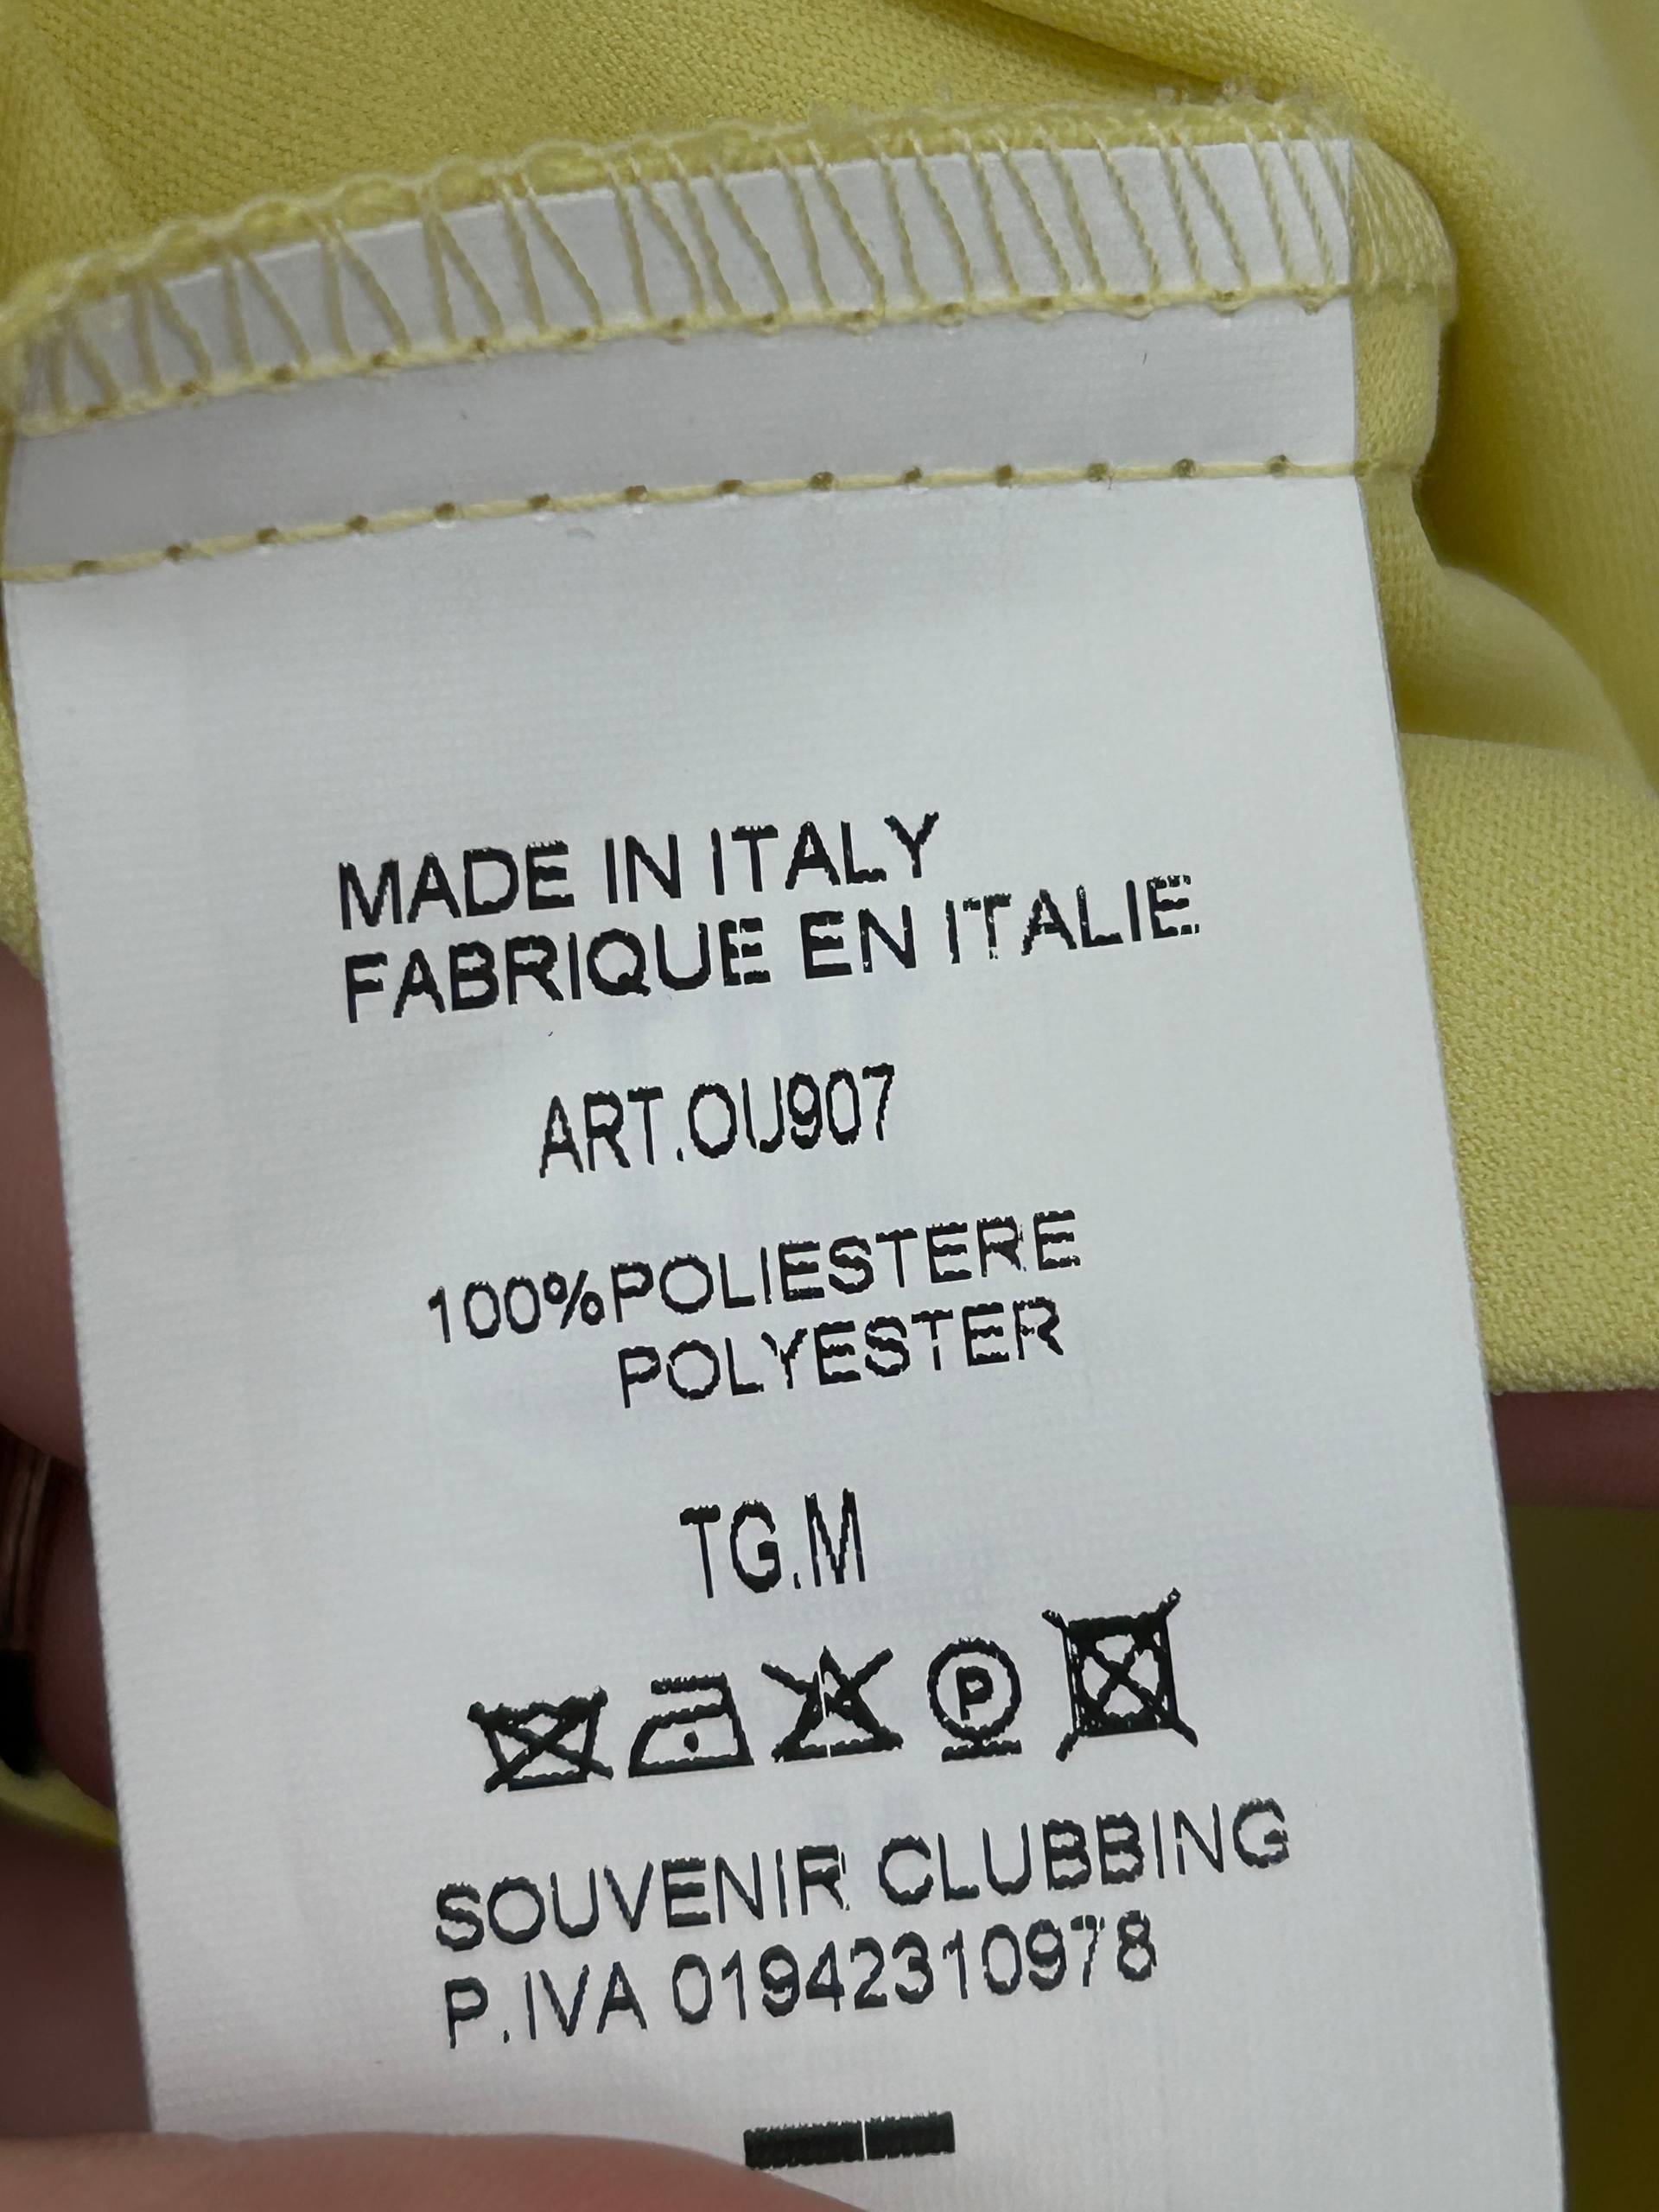 MADE IN ITALY
FABRIQUE EN ITALIE
ART.OU907
100%POLIESTERE
POLYESTER
TG.M
P
SOUVENIR CLUBBING
P.IVA 01942310978